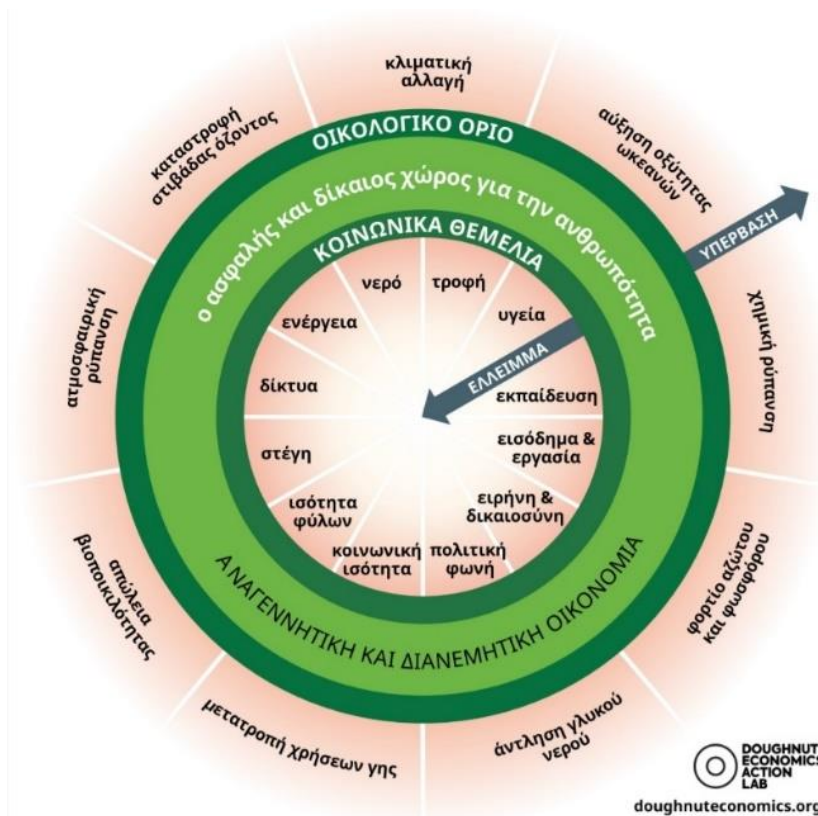 κλιματική
αλλαγή
αύξηση οξύτητας
ωκεανών
χημική ρύπανση
φορτίο αζώτου
και φωσφόρου
άντληση γλυκού
νερού
μετατροπή χρήσεων γης
απώλεια
βιοποικιλότητας
ατμοσφαιρική
ρύπανση
καταστροφή
στιβάδας όζοντος
ΟΙΚΟΛΟΓΙΚΟ ΟΡΙΟ
ο ασφαλής και δίκαιος χώρος για την ανθρωπότητα
ΚΟΙΝΩΝΙΚΑ ΘΕΜΕΛΙΑ
ΥΠΕΡΒΑΣΗ
ΕΛΛΕΙΜΜΑ
νερό
τροφή
υγεία
εκπαίδευση
εισόδημα &
εργασία
ειρήνη &
δικαιοσύνη
πολιτική
φωνή
κοινωνική
ισότητα
ισότητα
φύλων
στέγη
δίκτυα
ενέργεια
ΑΝΑΓΕΝΝΗΤΙΚΗ ΚΑΙ ΔΙΑΝΕΜΗΤΙΚΗ ΟΙΚΟΝΟΜΙΑ
DOUGHNUT
ECONOMICS
ACTION
LAB
doughnuteconomics.org